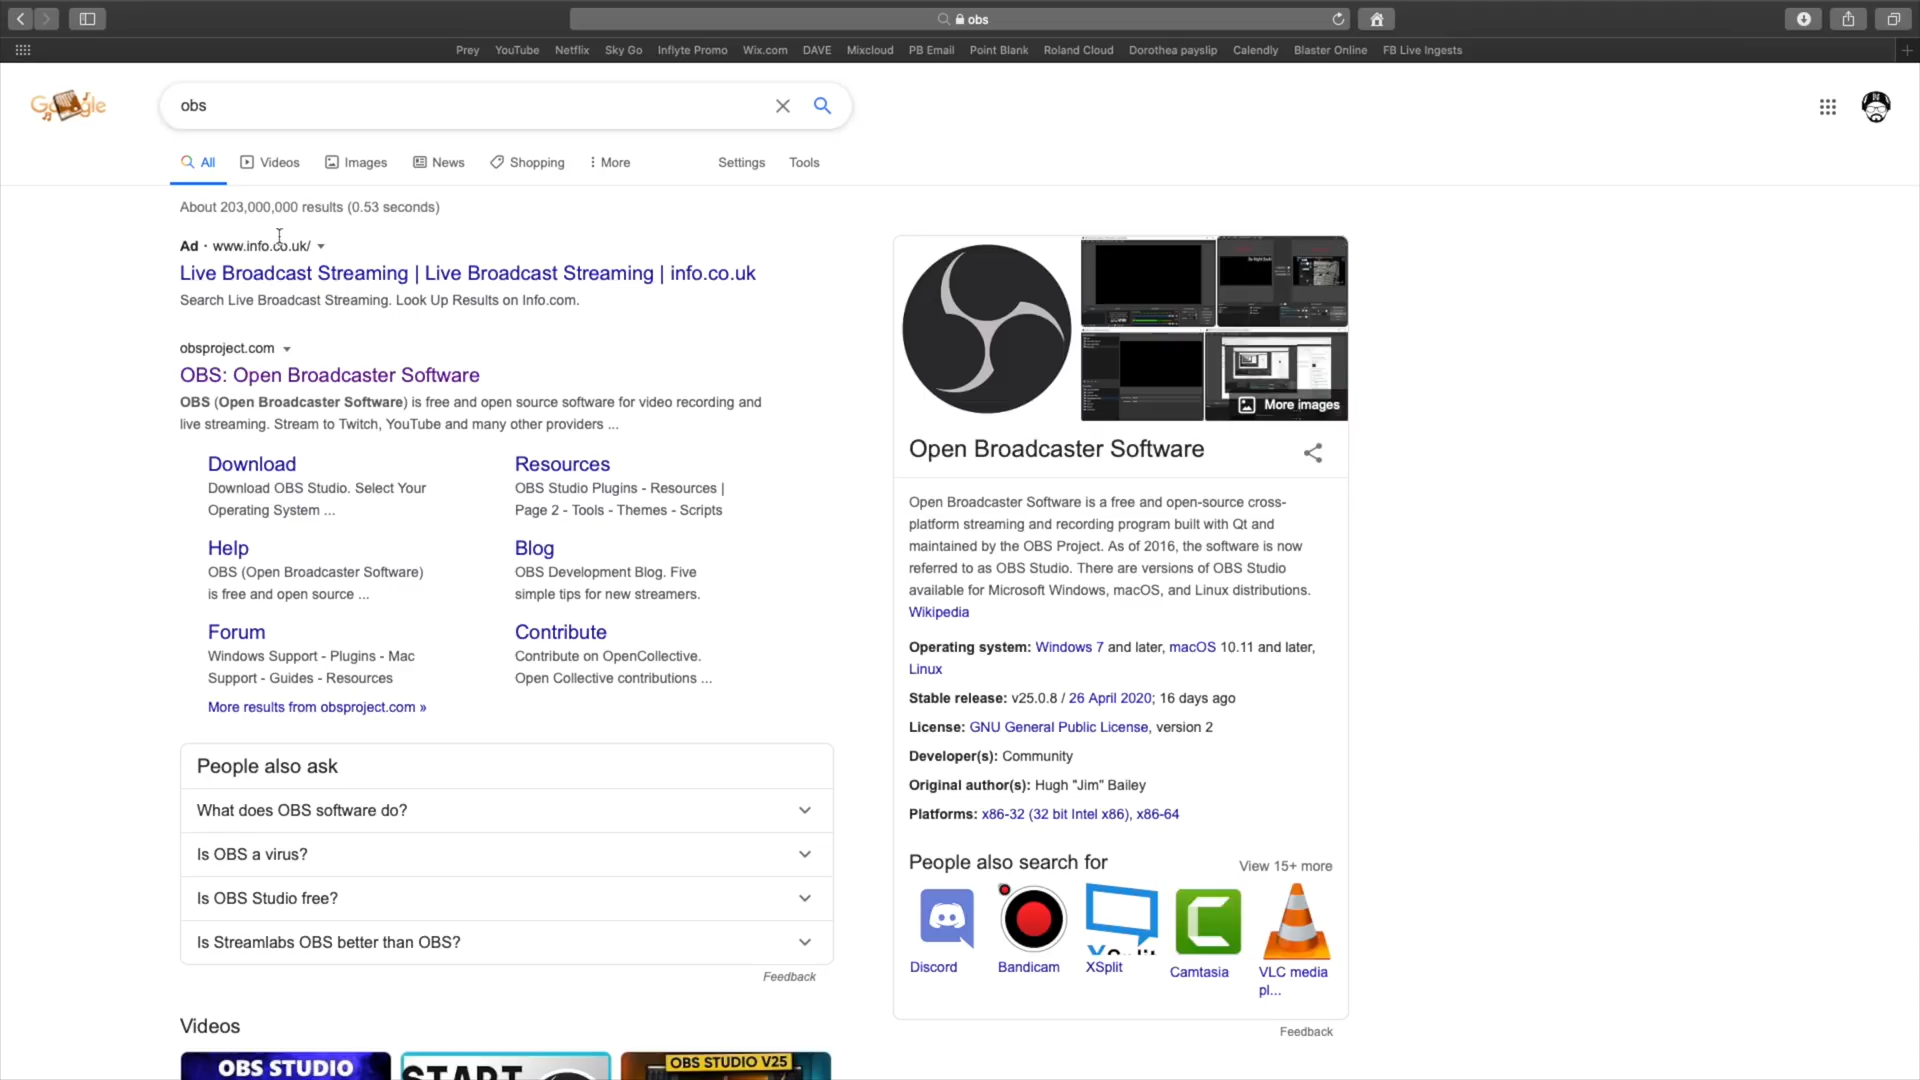 obs
Prey YouTube Netflix Sky Go Inflyte Promo Wix.com DAVE Mixcloud PB Email Point Blank Roland Cloud Dorothea payslip Calendly Blaster Online FB Live Ingests
Google
obs
All Videos Images News Shopping More Settings Tools
About 203,000,000 results (0.53 seconds)
Ad · www.info.co.uk/
Live Broadcast Streaming | Live Broadcast Streaming | info.co.uk
Search Live Broadcast Streaming. Look Up Results on Info.com.
obsproject.com
OBS: Open Broadcaster Software
OBS (Open Broadcaster Software) is free and open source software for video recording and
live streaming. Stream to Twitch, YouTube and many other providers ...
Download
Download OBS Studio. Select Your
Operating System ...
Resources
OBS Studio Plugins - Resources |
Page 2 - Tools - Themes - Scripts
Help
OBS (Open Broadcaster Software)
is free and open source ...
Blog
OBS Development Blog. Five
simple tips for new streamers.
Forum
Windows Support - Plugins - Mac
Support - Guides - Resources
Contribute
Contribute on OpenCollective.
Open Collective contributions ...
More results from obsproject.com »
People also ask
What does OBS software do?
Is OBS a virus?
Is OBS Studio free?
Is Streamlabs OBS better than OBS?
Feedback
Videos
OBS STUDIO
START
OBS STUDIO V25
More images
Open Broadcaster Software
Open Broadcaster Software is a free and open-source cross-
platform streaming and recording program built with Qt and
maintained by the OBS Project. As of 2016, the software is now
referred to as OBS Studio. There are versions of OBS Studio
available for Microsoft Windows, macOS, and Linux distributions.
Wikipedia
Operating system: Windows 7 and later, macOS 10.11 and later,
Linux
Stable release: v25.0.8 / 26 April 2020; 16 days ago
License: GNU General Public License, version 2
Developer(s): Community
Original author(s): Hugh "Jim" Bailey
Platforms: x86-32 (32 bit Intel x86), x86-64
People also search for
View 15+ more
XSplit
Discord Bandicam XSplit Camtasia VLC media
pl...
Feedback